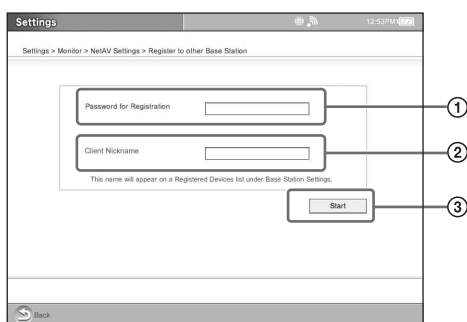 Settings
12:53PM
Settings > Monitor > NetAV Settings > Register to other Base Station
Password for Registration
1
Client Nickname
2
This name will appear on a Registered Devices list under Base Station Settings.
Start
3
Back